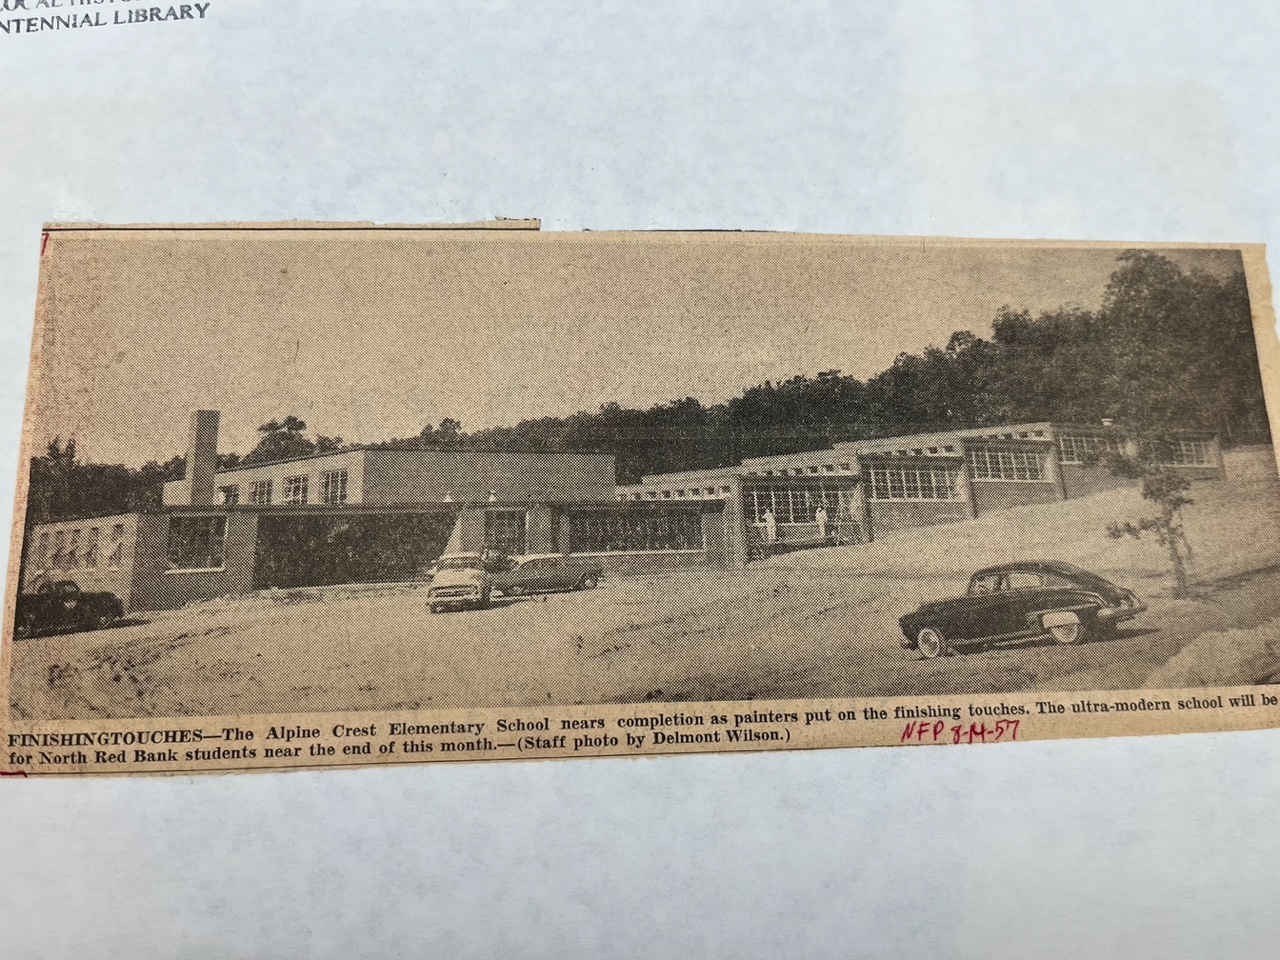 NTENNIAL LIBRARY
FINISHINGTOUCHES—The Alpine Crest Elementary School nears completion as painters put on the finishing touches. The ultra-modern school will be
for North Red Bank students near the end of this month.—(Staff photo by Delmont Wilson.)
NFP 8-14-57